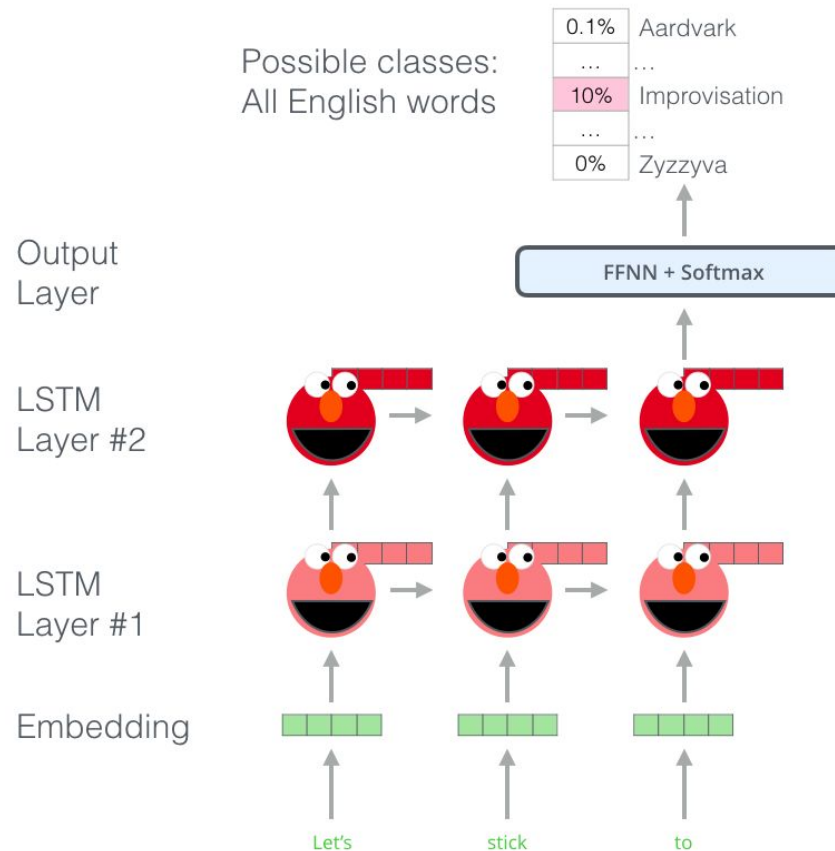 Possible classes:
All English words
0.1% Aardvark
... ...
10% Improvisation
... ...
0% Zyzzyva
Output
Layer
FFNN + Softmax
LSTM
Layer #2
LSTM
Layer #1
Embedding
Let's stick to